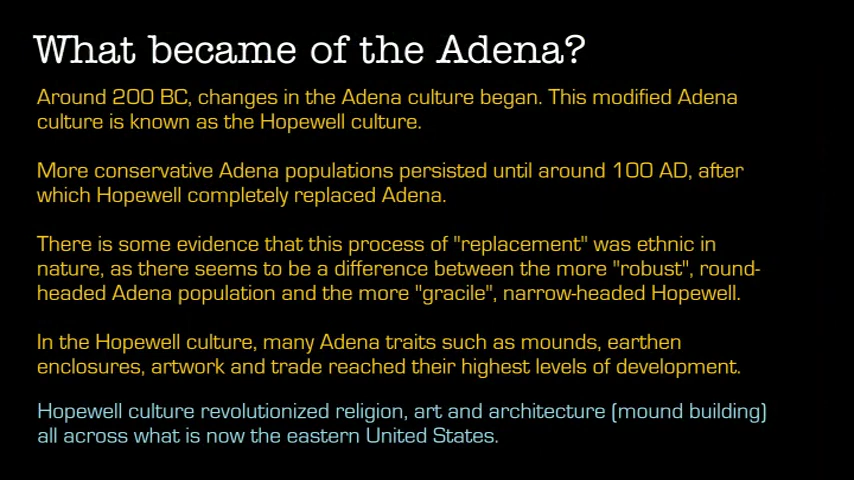 What became of the Adena?
Around 200 BC, changes in the Adena culture began. This modified Adena
culture is known as the Hopewell culture.
More conservative Adena populations persisted until around 100 AD, after
which Hopewell completely replaced Adena.
There is some evidence that this process of "replacement" was ethnic in
nature, as there seems to be a difference between the more "robust", round-
headed Adena population and the more "gracile", narrow-headed Hopewell.
In the Hopewell culture, many Adena traits such as mounds, earthen
enclosures, artwork and trade reached their highest levels of development.
Hopewell culture revolutionized religion, art and architecture (mound building)
all across what is now the eastern United States.